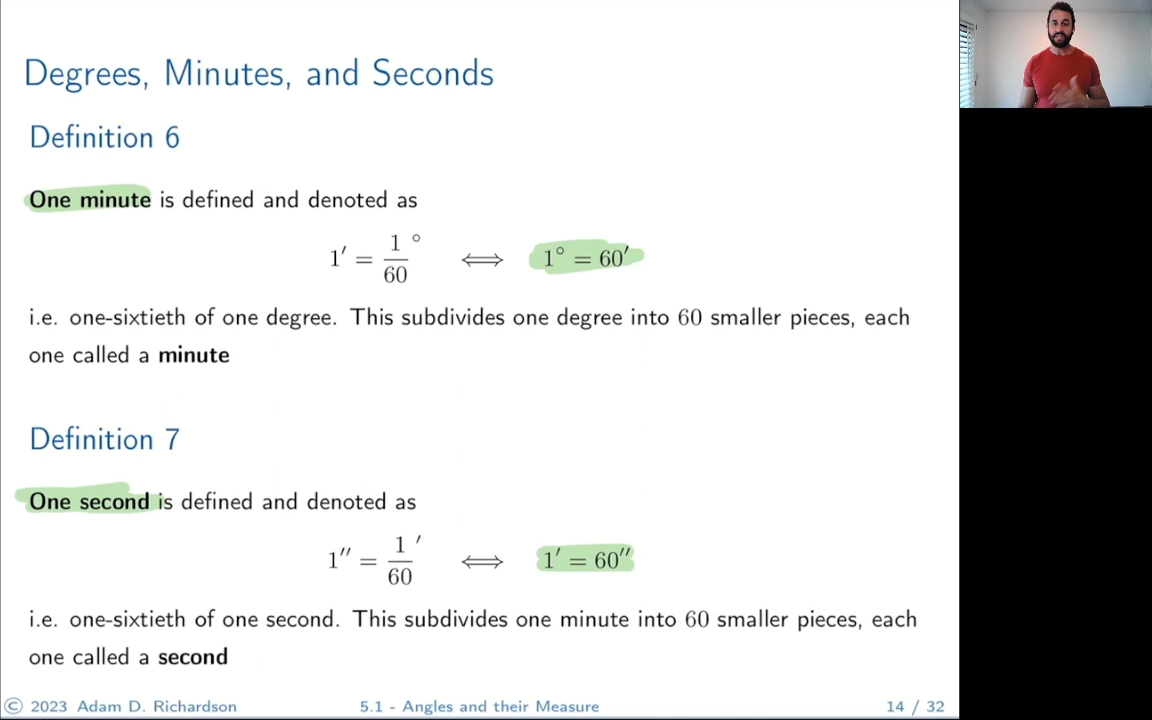 Degrees, Minutes, and Seconds
Definition 6
One minute is defined and denoted as
1′ = 1/60 ° ⟺ 1° = 60′
i.e. one-sixtieth of one degree. This subdivides one degree into 60 smaller pieces, each
one called a minute
Definition 7
One second is defined and denoted as
1′′ = 1/60 ′ ⟺ 1′ = 60′′
i.e. one-sixtieth of one second. This subdivides one minute into 60 smaller pieces, each
one called a second
© 2023 Adam D. Richardson 5.1 - Angles and their Measure 14 / 32